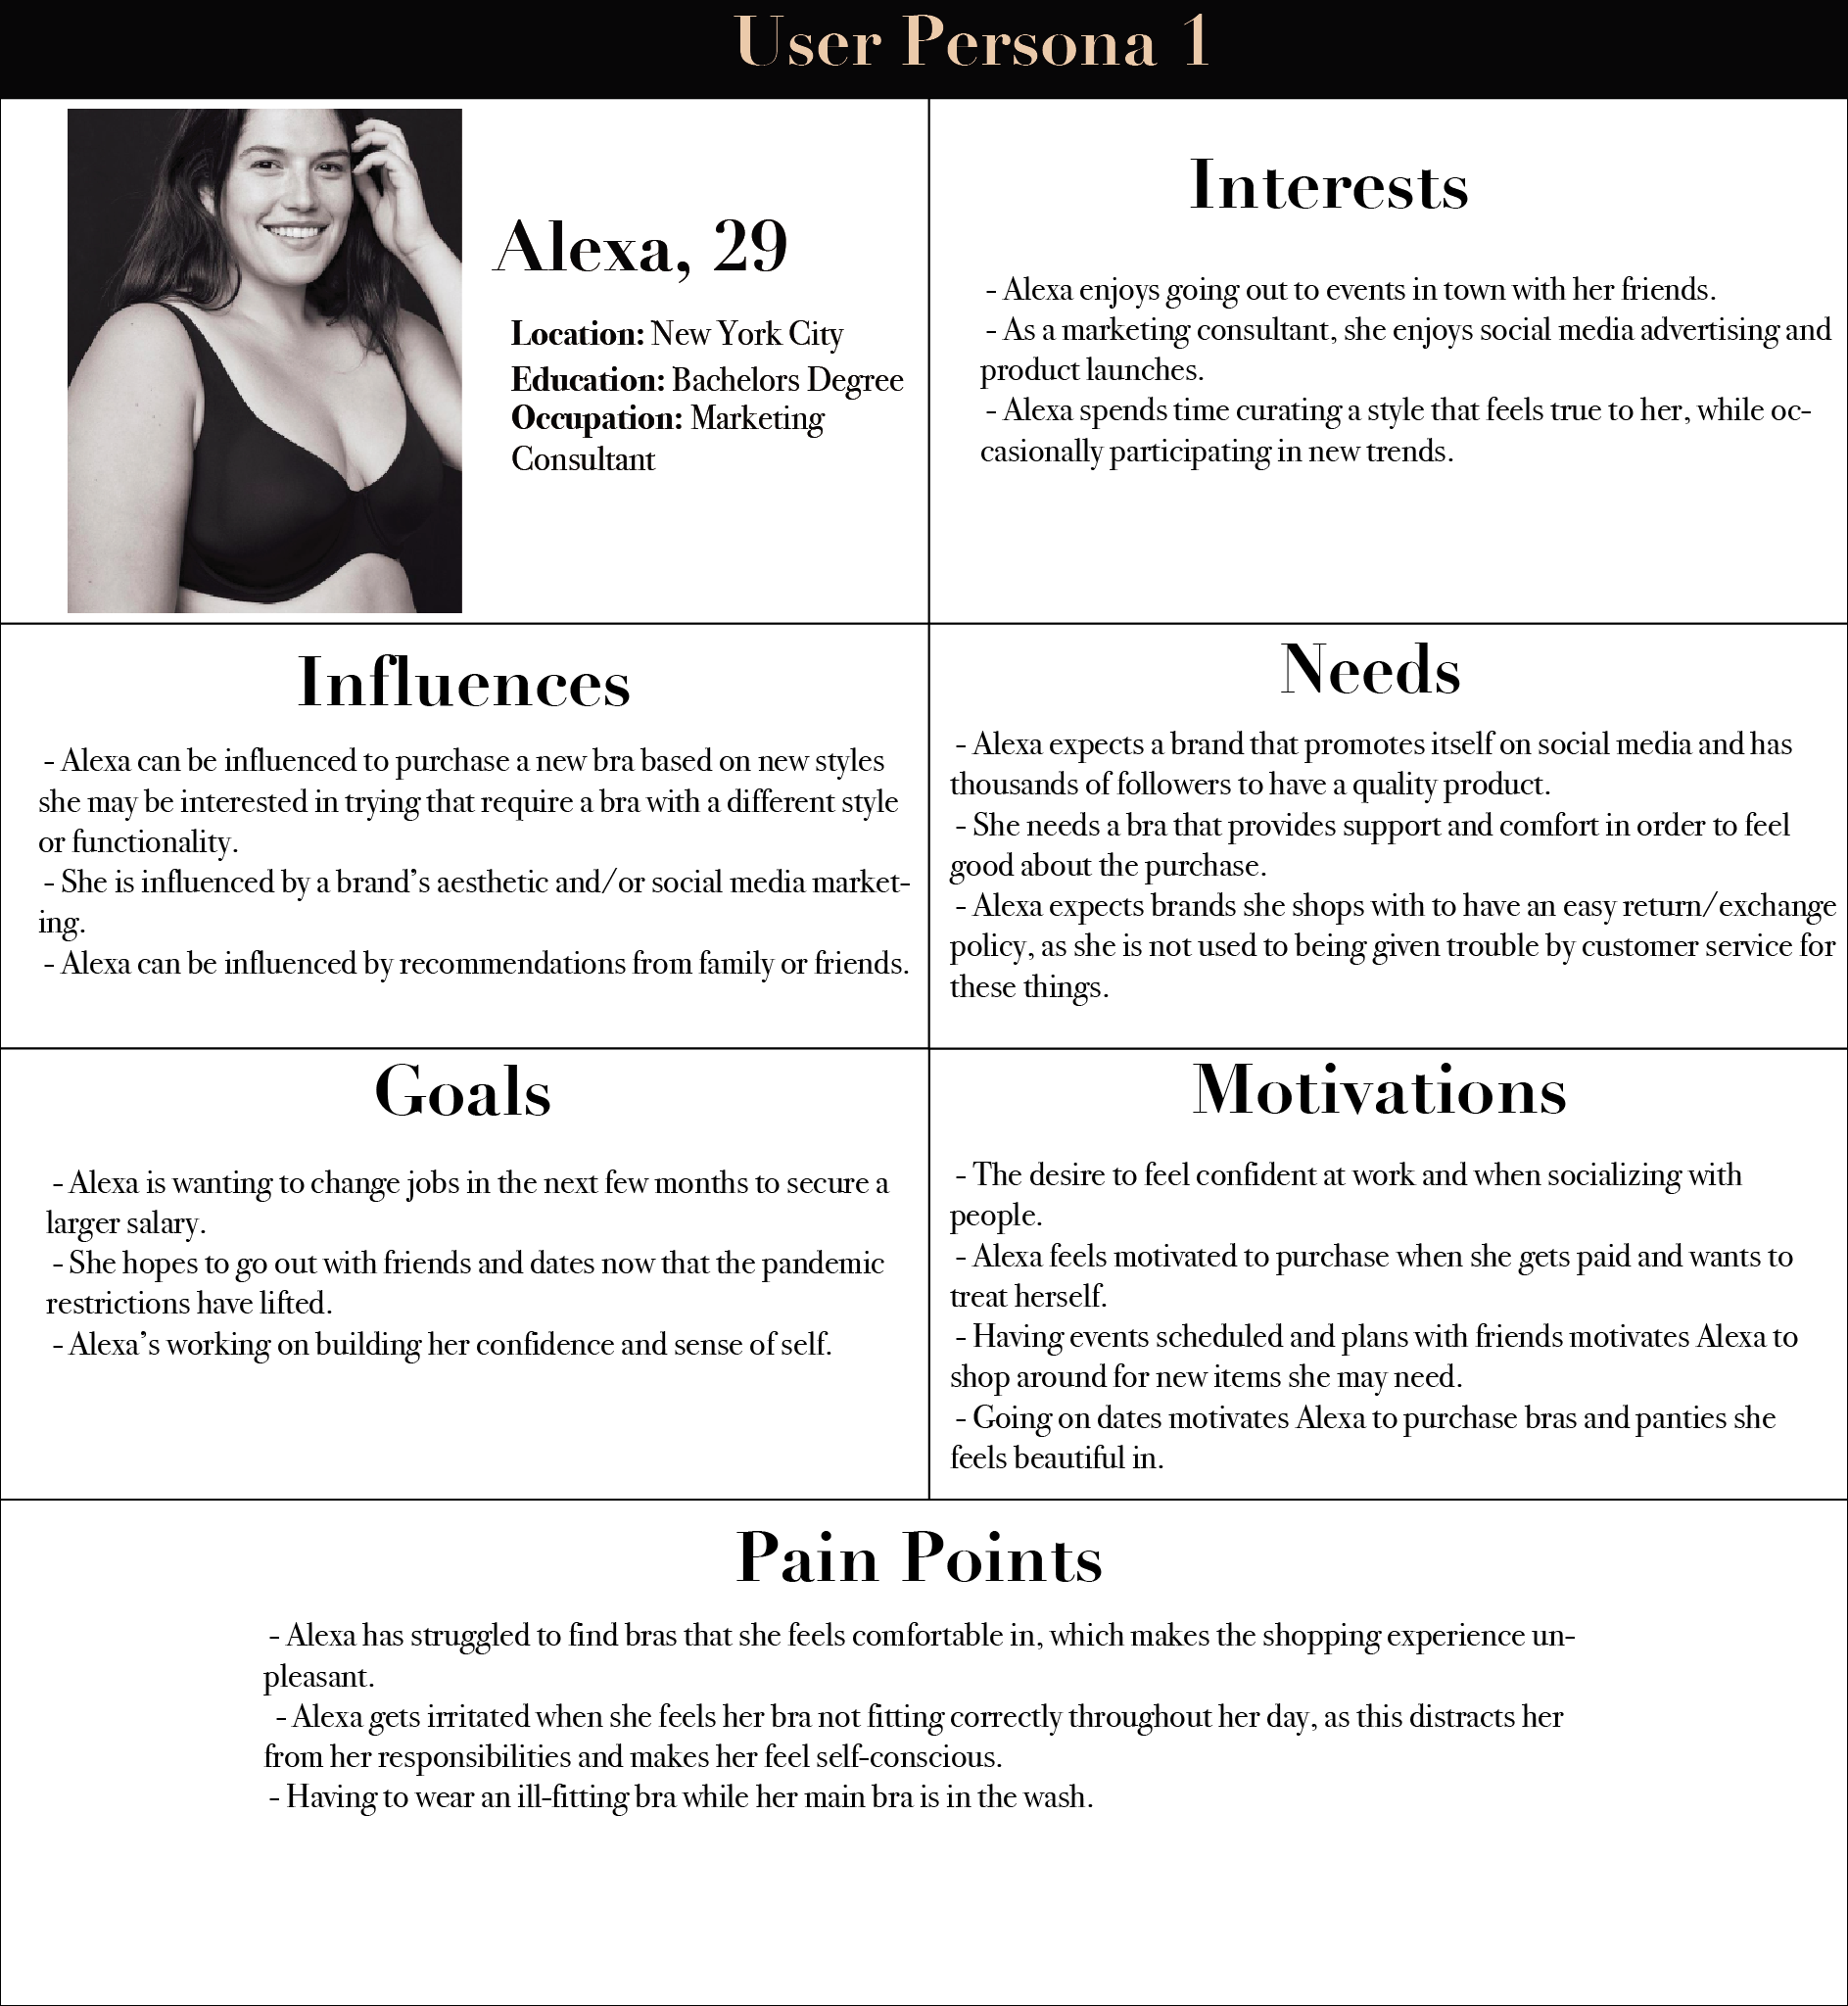 User Persona 1
Alexa, 29
Location: New York City
Education: Bachelors Degree
Occupation: Marketing
Consultant
Interests
- Alexa enjoys going out to events in town with her friends.
- As a marketing consultant, she enjoys social media advertising and
product launches.
- Alexa spends time curating a style that feels true to her, while oc-
casionally participating in new trends.
Influences
- Alexa can be influenced to purchase a new bra based on new styles
she may be interested in trying that require a bra with a different style
or functionality.
- She is influenced by a brand’s aesthetic and/or social media market-
ing.
- Alexa can be influenced by recommendations from family or friends.
Needs
- Alexa expects a brand that promotes itself on social media and has
thousands of followers to have a quality product.
- She needs a bra that provides support and comfort in order to feel
good about the purchase.
- Alexa expects brands she shops with to have an easy return/exchange
policy, as she is not used to being given trouble by customer service for
these things.
Goals
- Alexa is wanting to change jobs in the next few months to secure a
larger salary.
- She hopes to go out with friends and dates now that the pandemic
restrictions have lifted.
- Alexa’s working on building her confidence and sense of self.
Motivations
- The desire to feel confident at work and when socializing with
people.
- Alexa feels motivated to purchase when she gets paid and wants to
treat herself.
- Having events scheduled and plans with friends motivates Alexa to
shop around for new items she may need.
- Going on dates motivates Alexa to purchase bras and panties she
feels beautiful in.
Pain Points
- Alexa has struggled to find bras that she feels comfortable in, which makes the shopping experience un-
pleasant.
- Alexa gets irritated when she feels her bra not fitting correctly throughout her day, as this distracts her
from her responsibilities and makes her feel self-conscious.
- Having to wear an ill-fitting bra while her main bra is in the wash.